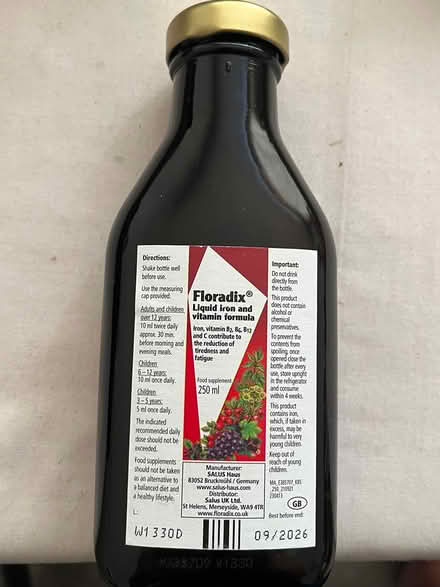 Directions:
Shake bottle well
before use.
Use the measuring
cap provided.
Adults and children
over 12 years:
10 ml twice daily
approx. 30 min.
before morning and
evening meals.
Children
6 – 12 years:
10 ml once daily.
Children
3 – 5 years:
5 ml once daily.
The indicated
recommended daily
dose should not be
exceeded.
Food supplements
should not be taken
as an alternative to
a balanced diet and
a healthy lifestyle.
L:
W1330D
Floradix®
Liquid iron and
vitamin formula
Iron, vitamin B2, B6, B12
and C contribute to
the reduction of
tiredness and
fatigue
Food supplement
250 ml
Manufacturer:
SALUS Haus
83052 Bruckmühl / Germany
www.salus-haus.com
Distributor:
Salus UK Ltd.
St Helens, Merseyside, WA9 4TR
www.floradix.co.uk
Important:
Do not drink
directly from
the bottle.
This product
does not contain
alcohol or
chemical
preservatives.
To prevent the
contents from
spoiling, once
opened close the
bottle after every
use, store upright
in the refrigerator
and consume
within 4 weeks.
This product
contains iron,
which, if taken in
excess, may be
harmful to very
young children.
Keep out of
reach of young
children.
GB
Best before end:
09/2026